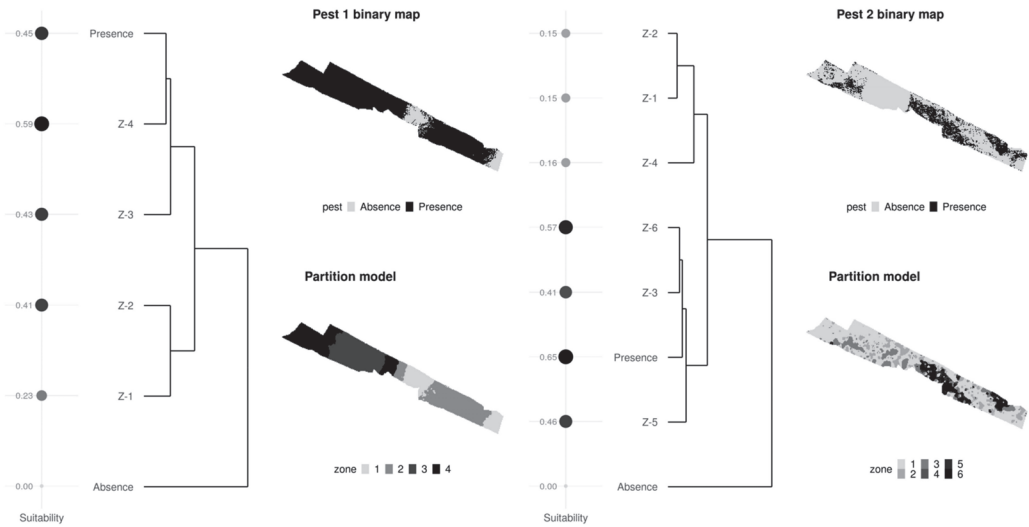 Pest 1 binary map
0.45
Presence
0.59
Z-4
0.43
Z-3
0.41
Z-2
0.23
Z-1
0.00
Absence
Suitability
pest Absence Presence
Partition model
zone 1 2 3 4
Pest 2 binary map
0.15
Z-2
0.15
Z-1
0.16
Z-4
0.57
Z-6
0.41
Z-3
0.65
Presence
0.46
Z-5
0.00
Absence
Suitability
pest Absence Presence
Partition model
zone 1 3 5
2 4 6